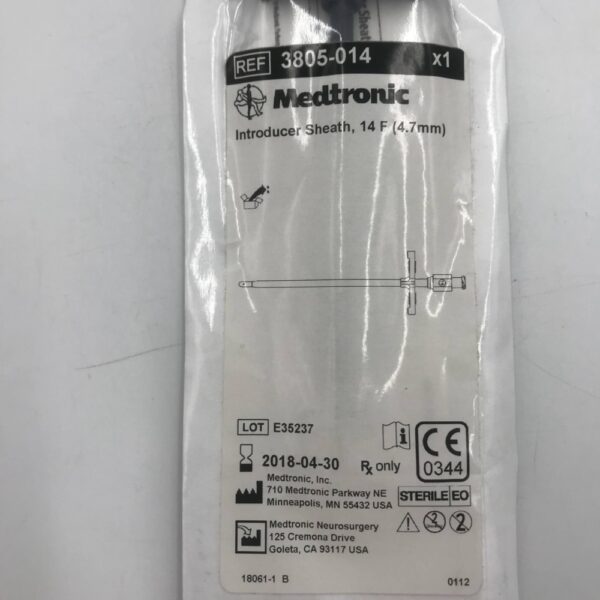 Sheath
REF 3805-014 x1
Medtronic
Introducer Sheath, 14 F (4.7mm)
LOT E35237
2018-04-30
Rx only
CE
0344
Medtronic, Inc.
710 Medtronic Parkway NE
Minneapolis, MN 55432 USA
STERILE EO
Medtronic Neurosurgery
125 Cremona Drive
Goleta, CA 93117 USA
2
18061-1 B
0112